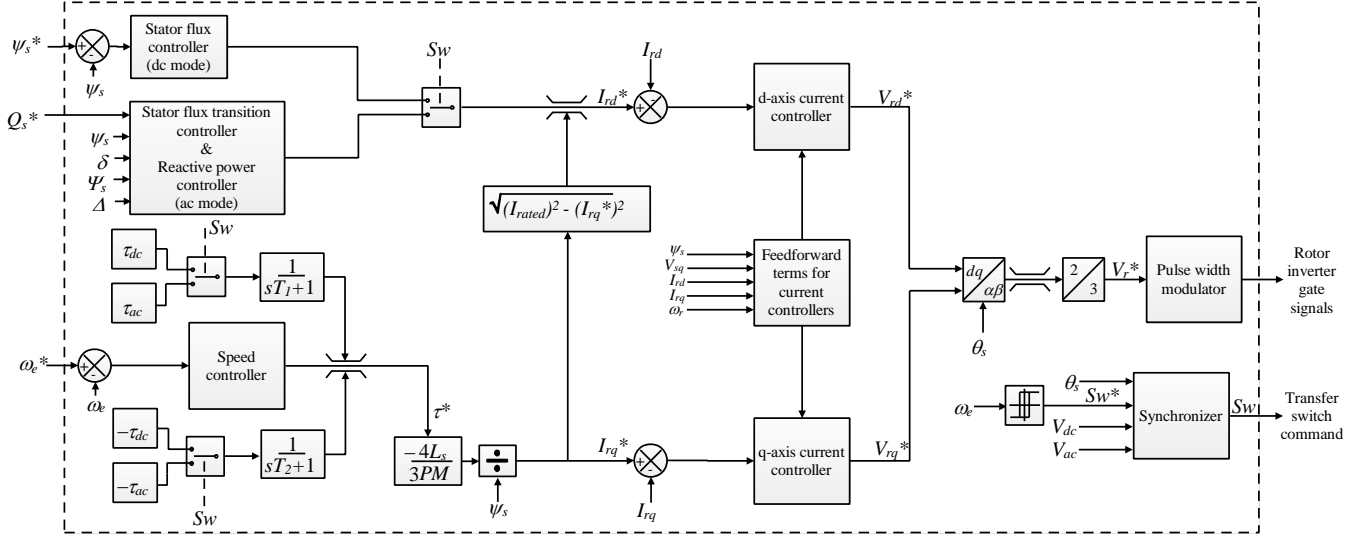 ψs*
+
-
ψs
Stator flux
controller
(dc mode)
Qs*
ψs
δ
Ψs
Δ
Stator flux transition
controller
&
Reactive power
controller
(ac mode)
Sw
Ird*
Ird
+
-
d-axis current
controller
Vrd*
√(Irated)² - (Irq*)²
Sw
τdc
τac
1
sT1+1
ωe*
+
-
ωe
Speed
controller
−τdc
−τac
Sw
1
sT2+1
τ*
−4Ls
3PM
÷
ψs
Irq*
+
-
Irq
q-axis current
controller
Vrq*
ψs
Vsq
Ird
Irq
ωr
Feedforward
terms for
current
controllers
dq
αβ
θs
2
3
Vr*
Pulse width
modulator
Rotor
inverter
gate
signals
ωe
θs
Sw*
Vdc
Vac
Synchronizer
Sw
Transfer
switch
command